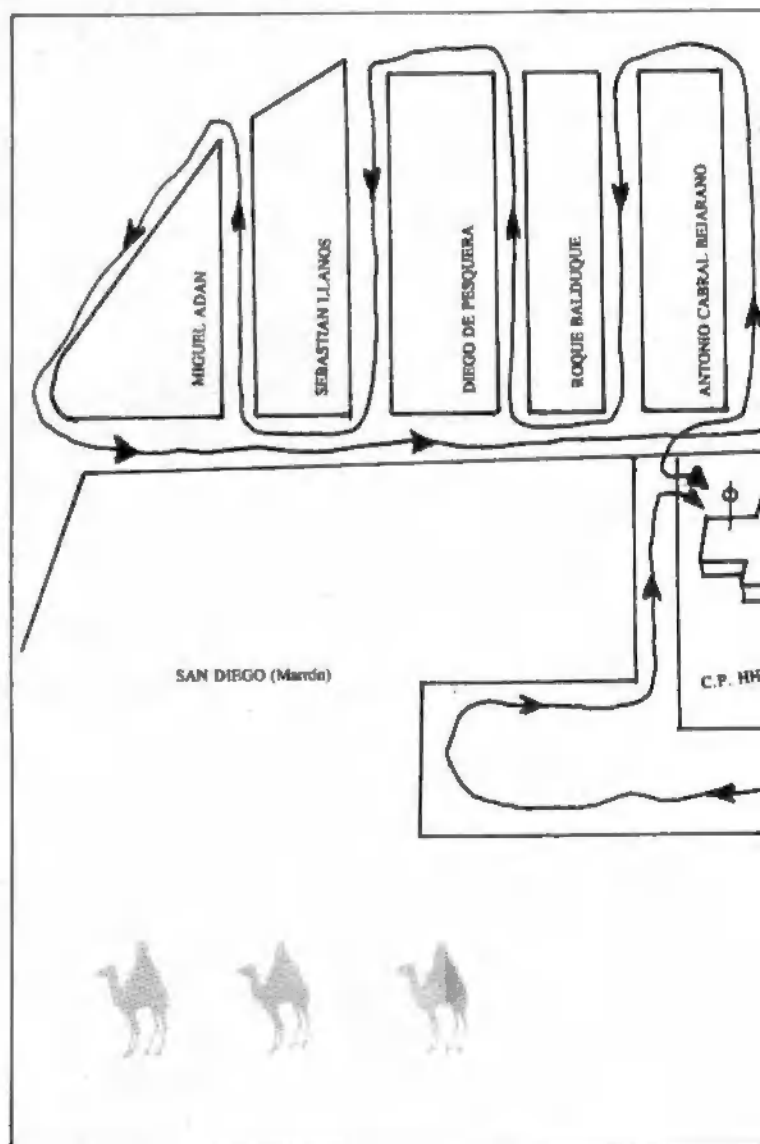 MIGUEL ADAN
SEBASTIAN LLANOS
DIEGO DE PESQUERA
ROQUE BALDUQUE
ANTONIO CABRAL BEJARANO
SAN DIEGO (Marrón)
C.P. HH